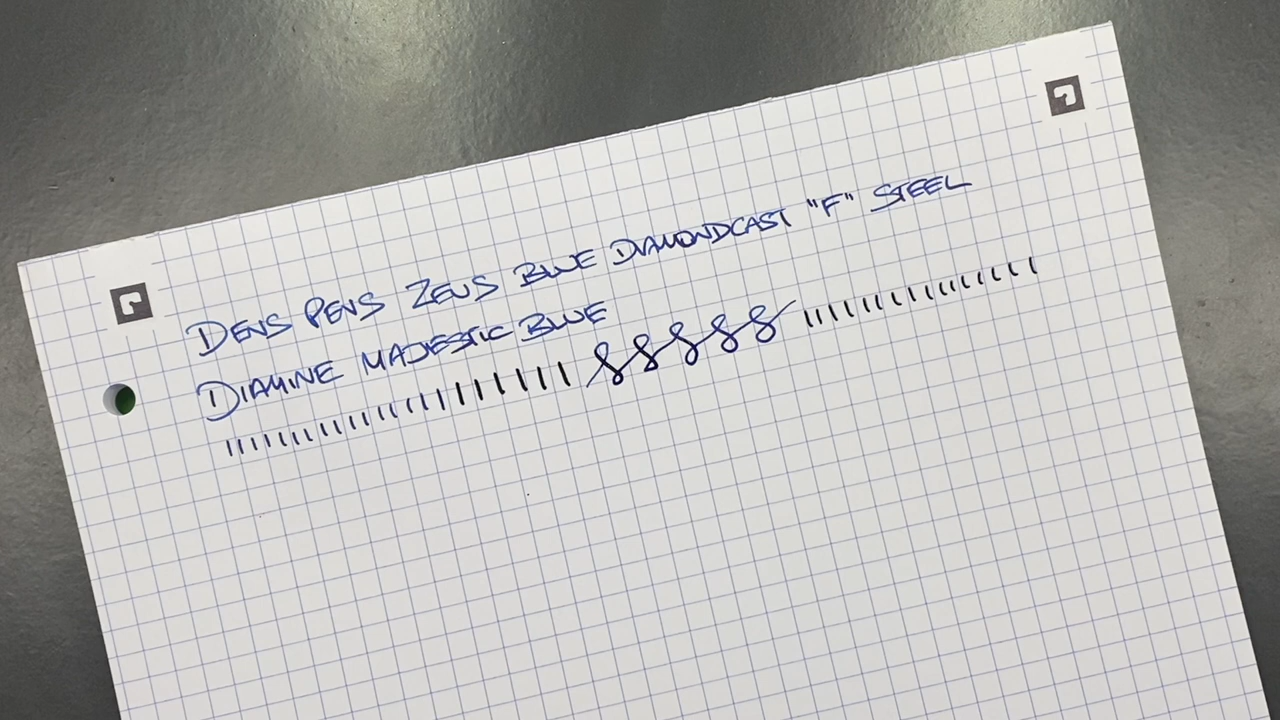 DENS PENS ZEUS BLUE DIAMONDCAST "F" STEEL
DIAMINE MAJESTIC BLUE